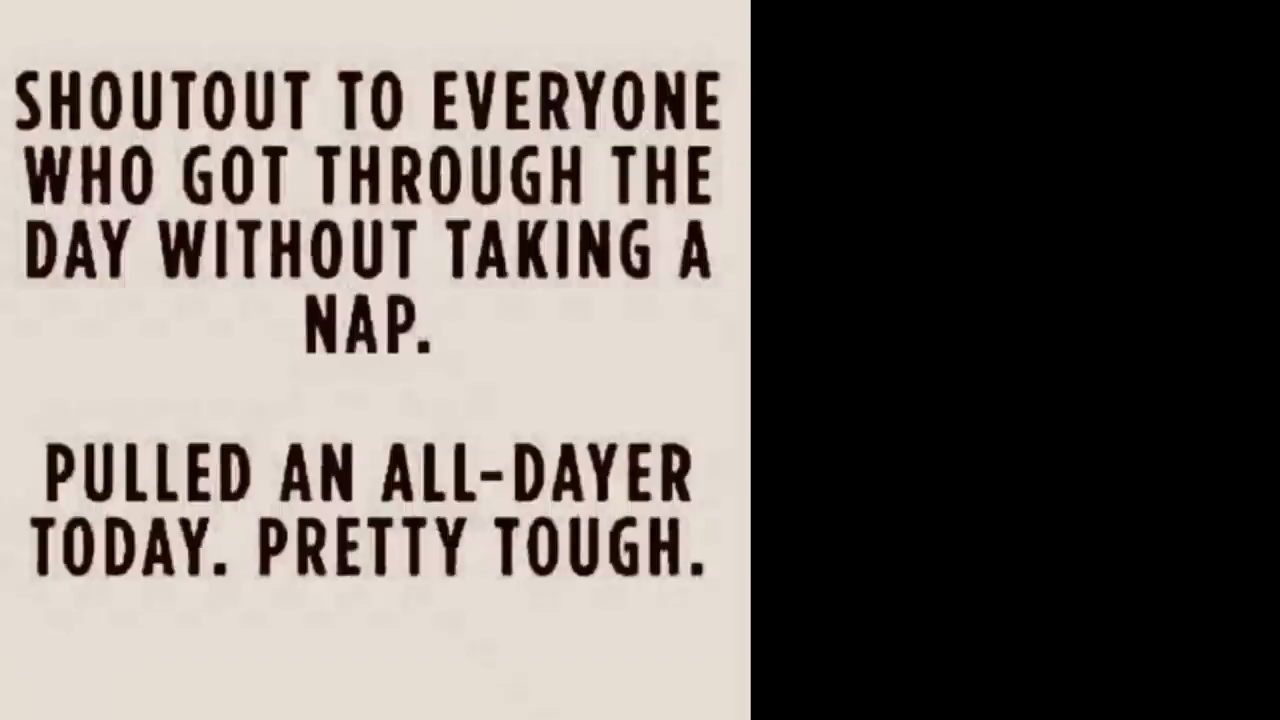 SHOUTOUT TO EVERYONE
WHO GOT THROUGH THE
DAY WITHOUT TAKING A
NAP.
PULLED AN ALL-DAYER
TODAY. PRETTY TOUGH.